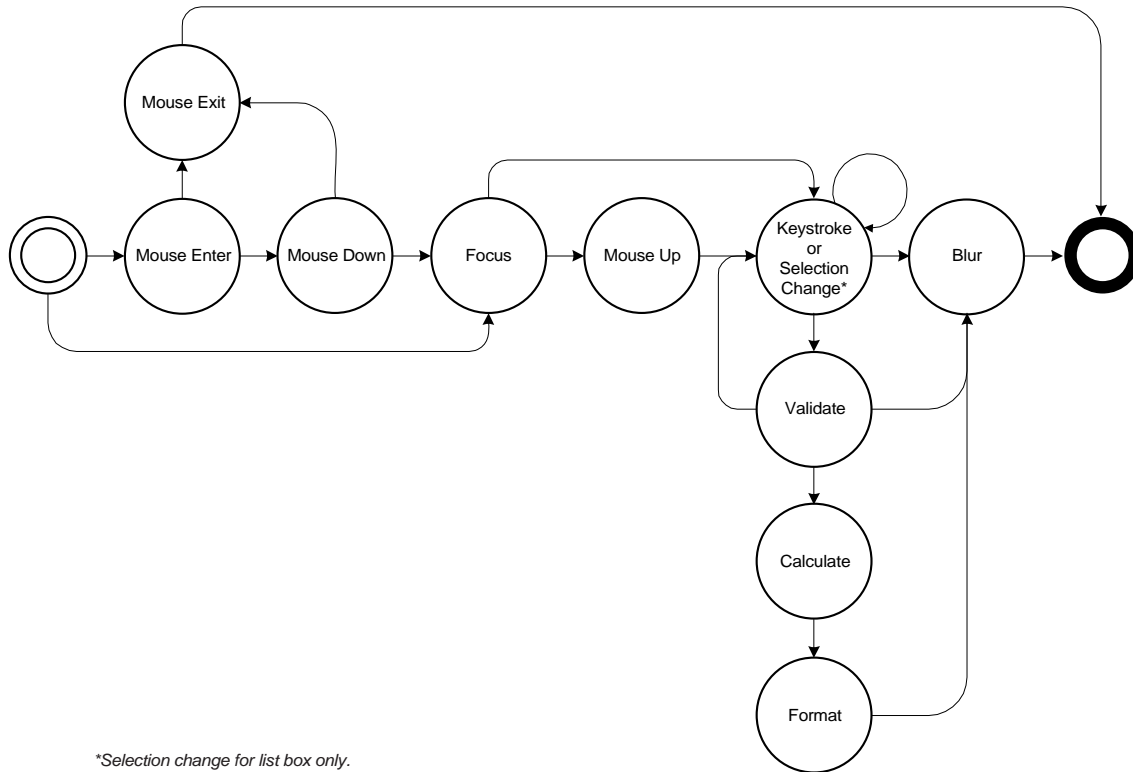 Mouse Exit
Mouse Enter
Mouse Down
Focus
Mouse Up
Keystroke
or
Selection
Change*
Blur
Validate
Calculate
Format
*Selection change for list box only.